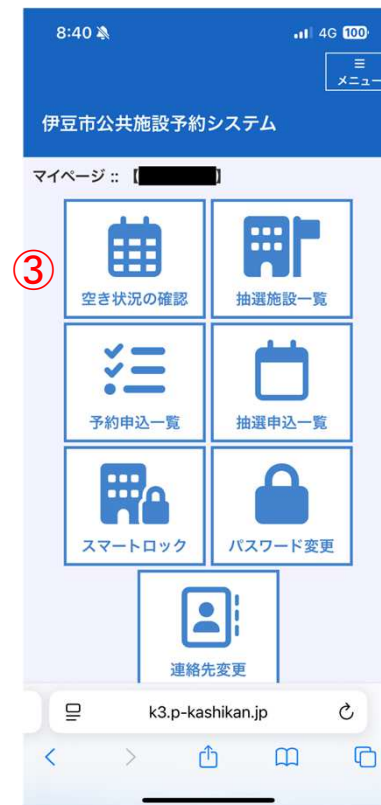 8:40
4G 100
メニュー
伊豆市公共施設予約システム
マイページ :: 【 】
③
空き状況の確認
抽選施設一覧
予約申込一覧
抽選申込一覧
スマートロック
パスワード変更
連絡先変更
k3.p-kashikan.jp